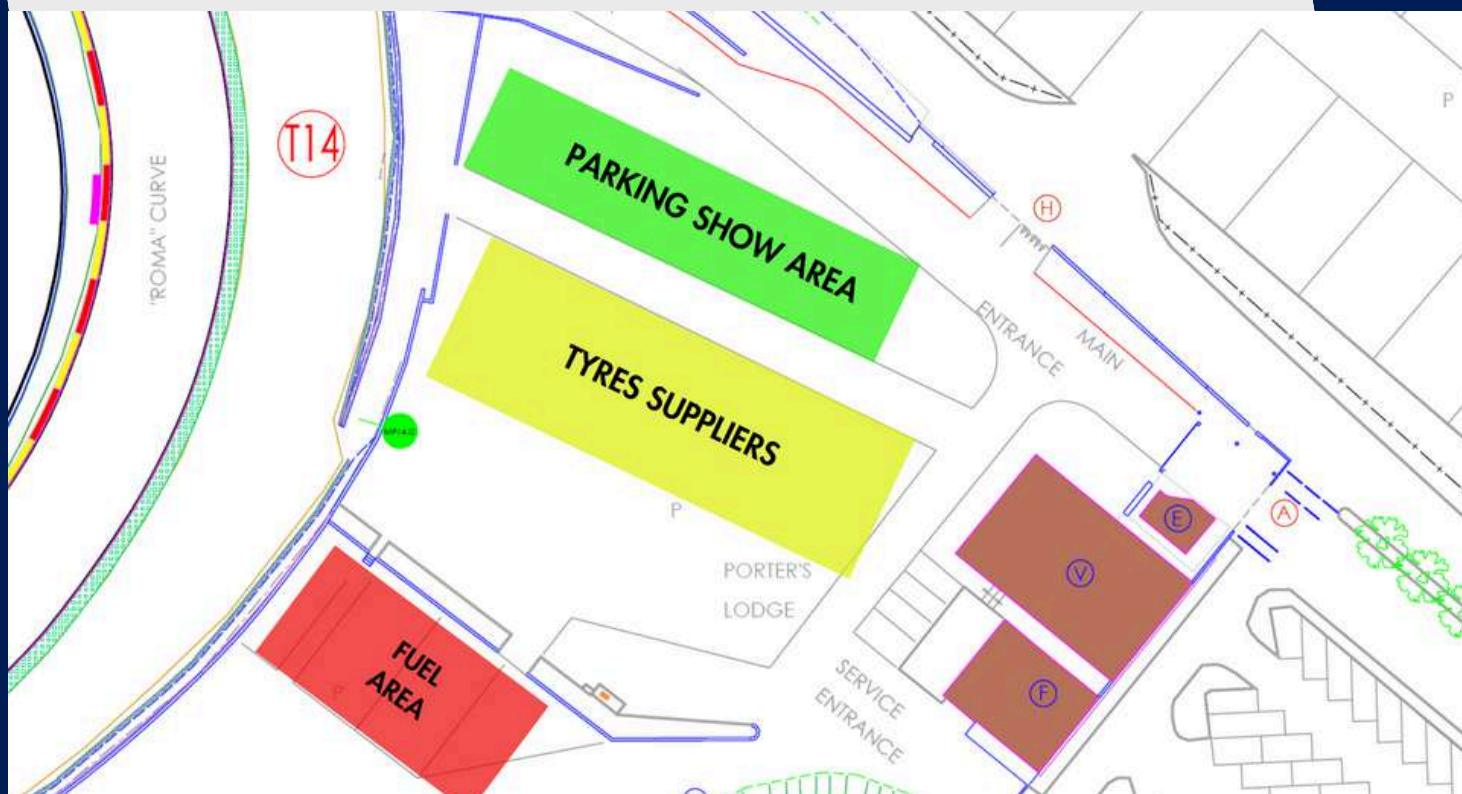 T14
"ROMA" CURVE
PARKING SHOW AREA
P
H
ENTRANCE
MAIN
TYRES SUPPLIERS
P
E
A
V
PORTER'S
LODGE
FUEL
AREA
P
SERVICE
ENTRANCE
F